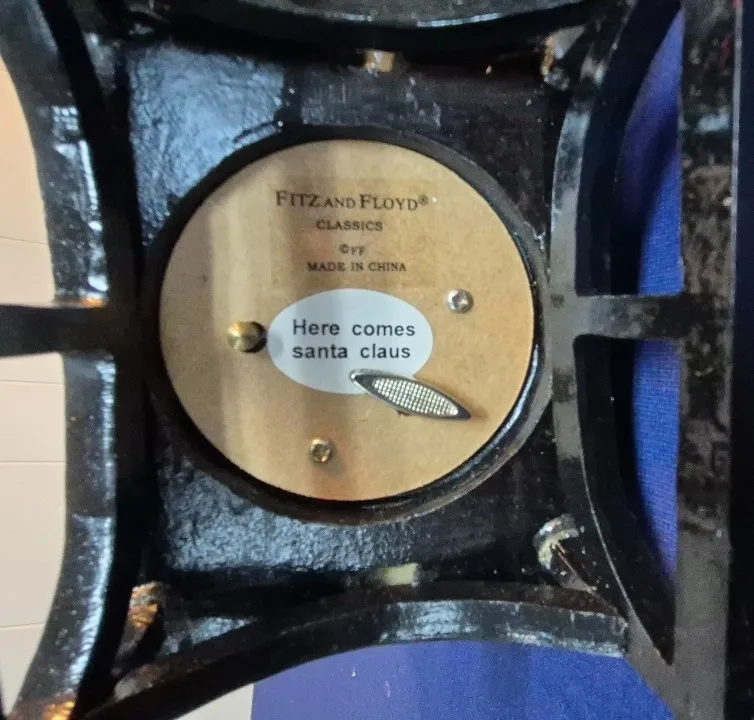 FITZ AND FLOYD®
CLASSICS
©FF
MADE IN CHINA
Here comes
santa claus